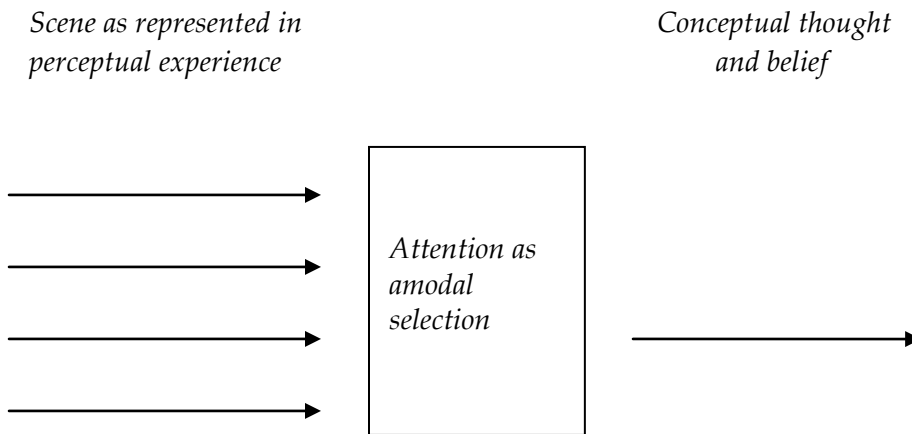 Scene as represented in
perceptual experience
Conceptual thought
and belief
Attention as
amodal
selection